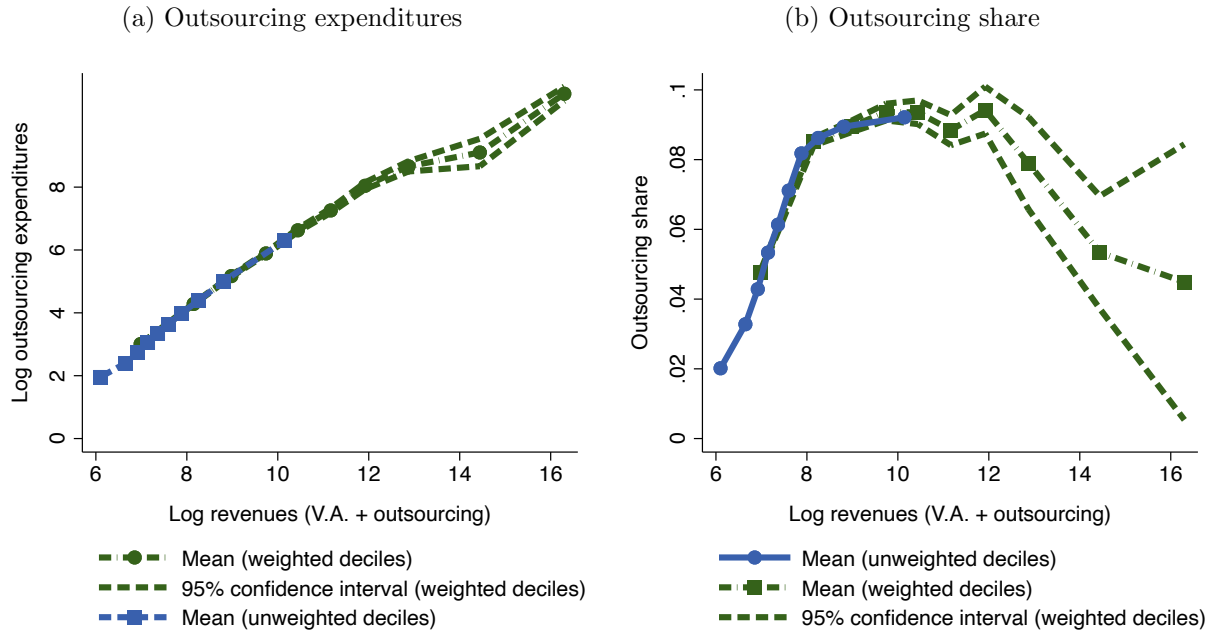 (a) Outsourcing expenditures
Log outsourcing expenditures
8
6
4
2
0
6 8 10 12 14 16
Log revenues (V.A. + outsourcing)
Mean (weighted deciles)
95% confidence interval (weighted deciles)
Mean (unweighted deciles)
(b) Outsourcing share
Outsourcing share
.1
.08
.06
.04
.02
0
6 8 10 12 14 16
Log revenues (V.A. + outsourcing)
Mean (unweighted deciles)
Mean (weighted deciles)
95% confidence interval (weighted deciles)